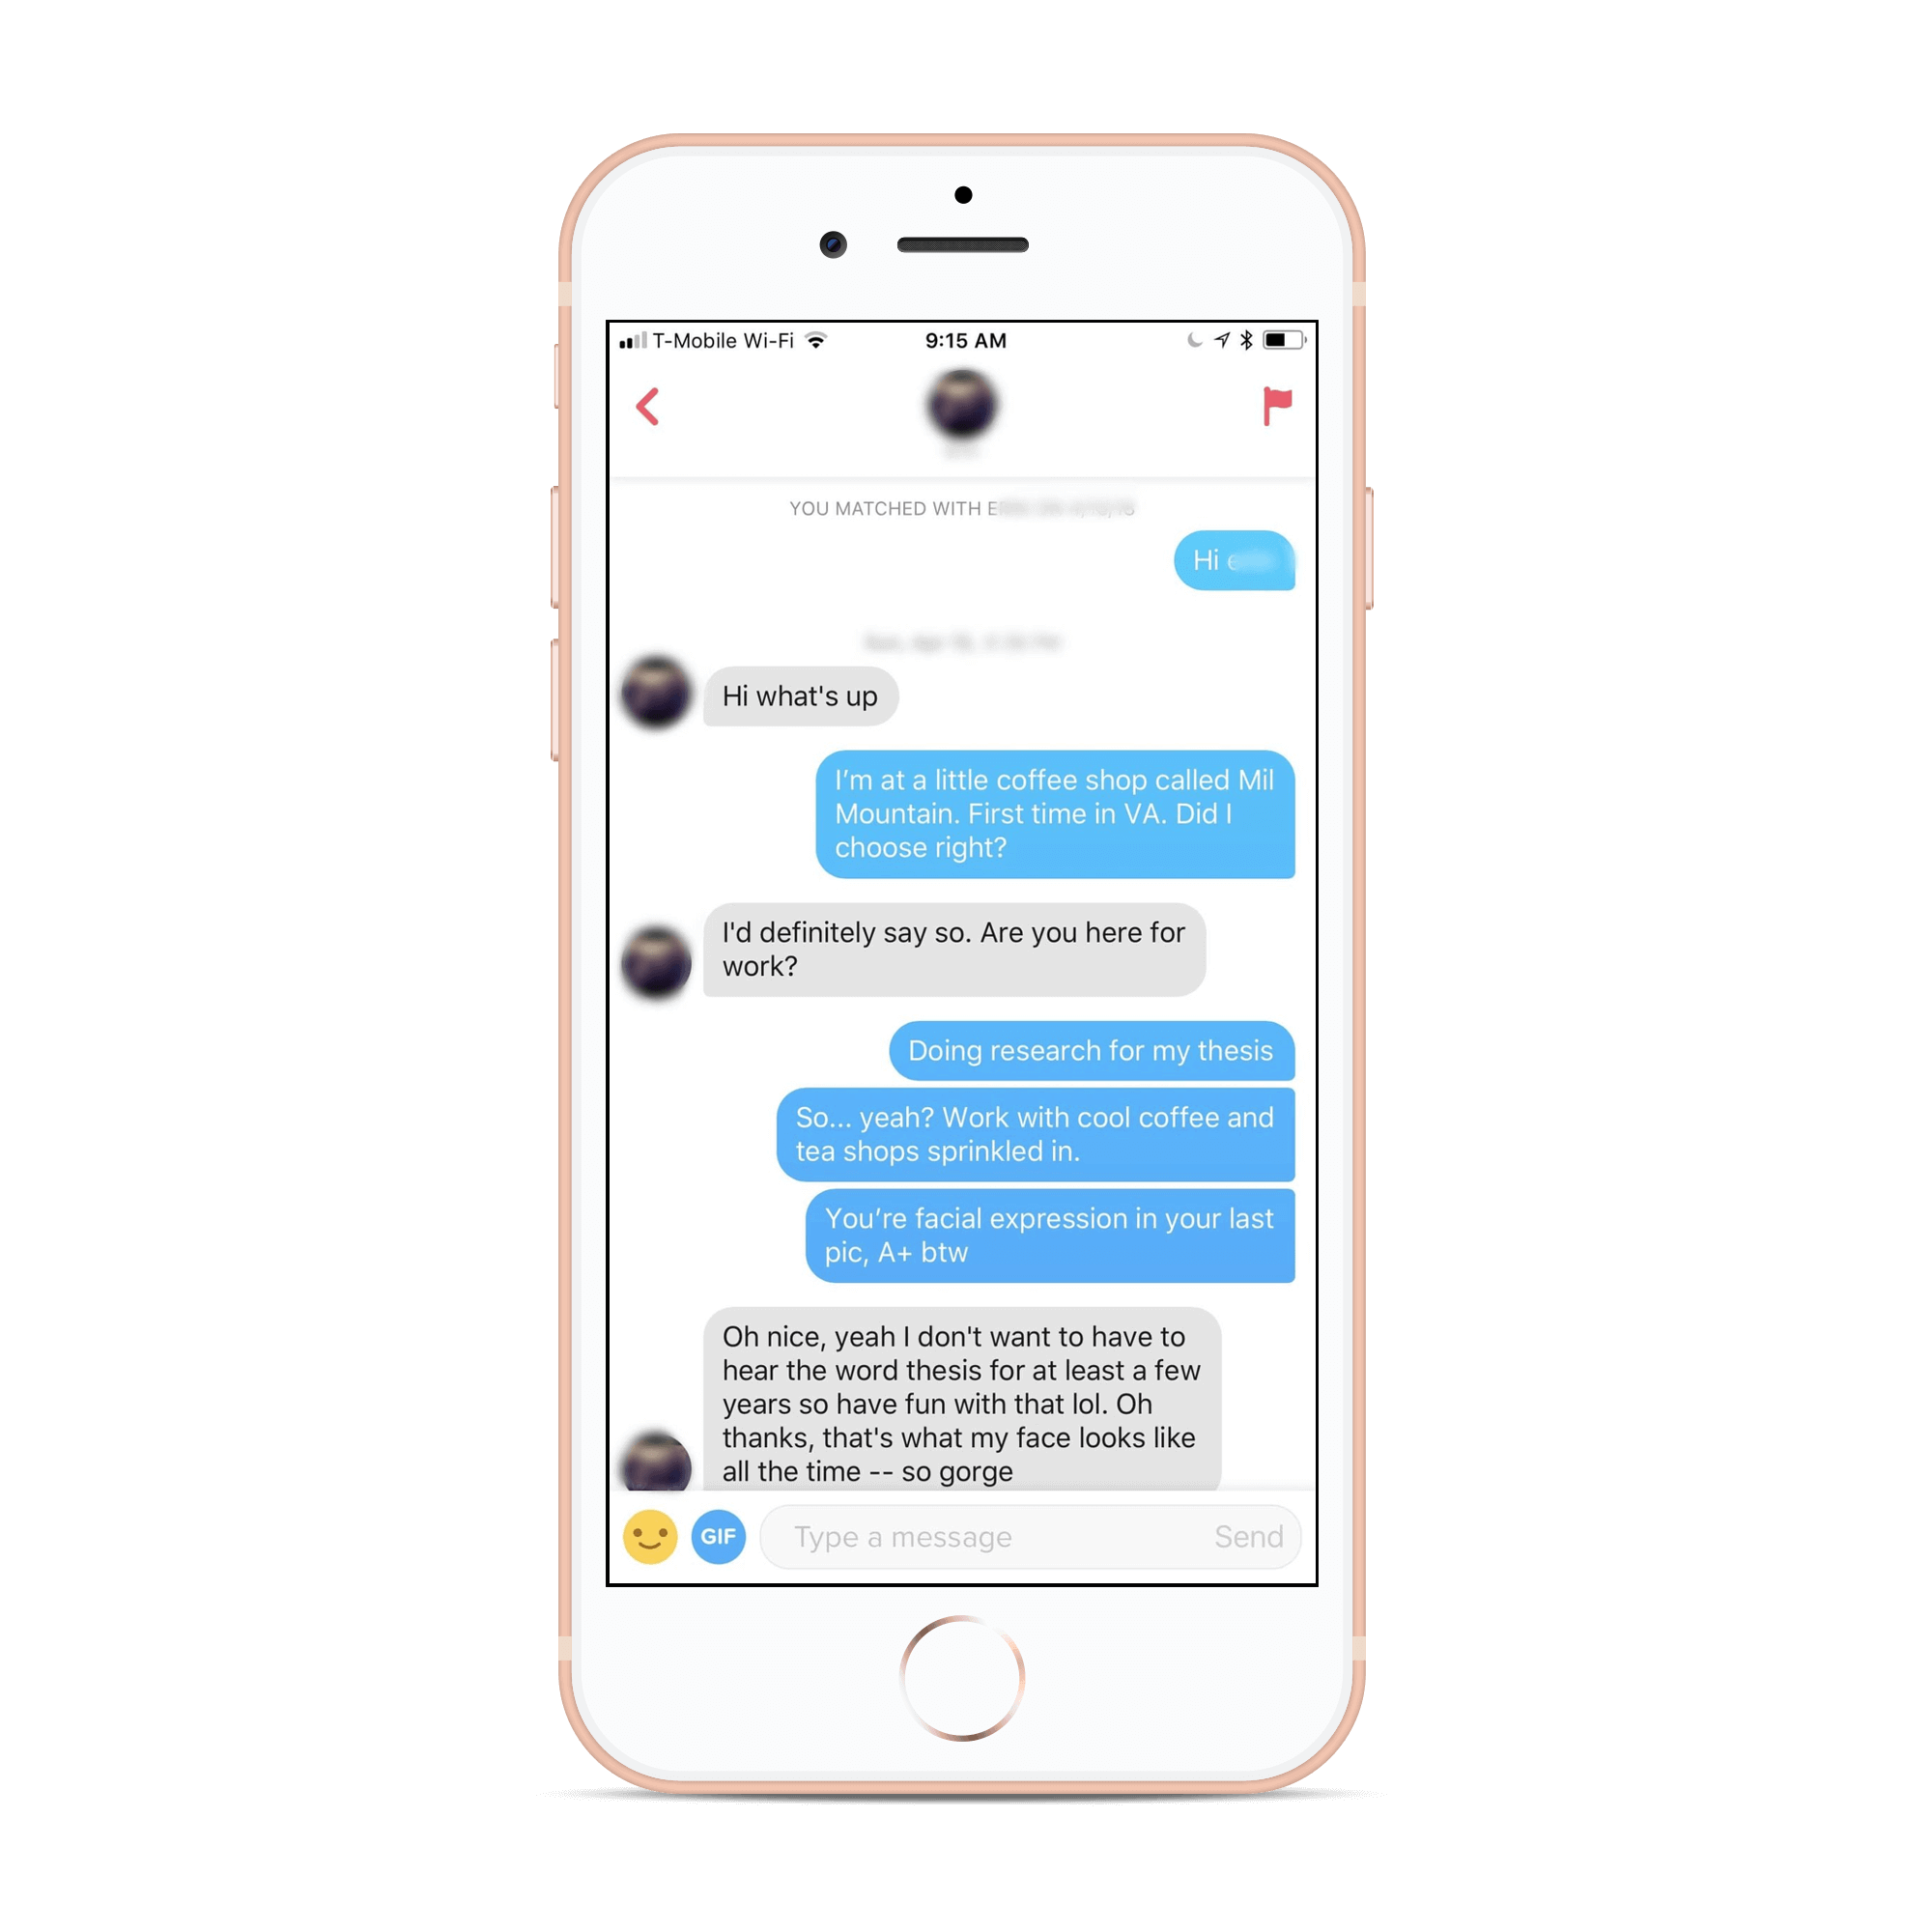 T-Mobile Wi-Fi 9:15 AM
YOU MATCHED WITH
Hi
Hi what's up
I’m at a little coffee shop called Mil
Mountain. First time in VA. Did I
choose right?
I'd definitely say so. Are you here for
work?
Doing research for my thesis
So... yeah? Work with cool coffee and
tea shops sprinkled in.
You’re facial expression in your last
pic, A+ btw
Oh nice, yeah I don't want to have to
hear the word thesis for at least a few
years so have fun with that lol. Oh
thanks, that's what my face looks like
all the time -- so gorge
GIF Type a message Send